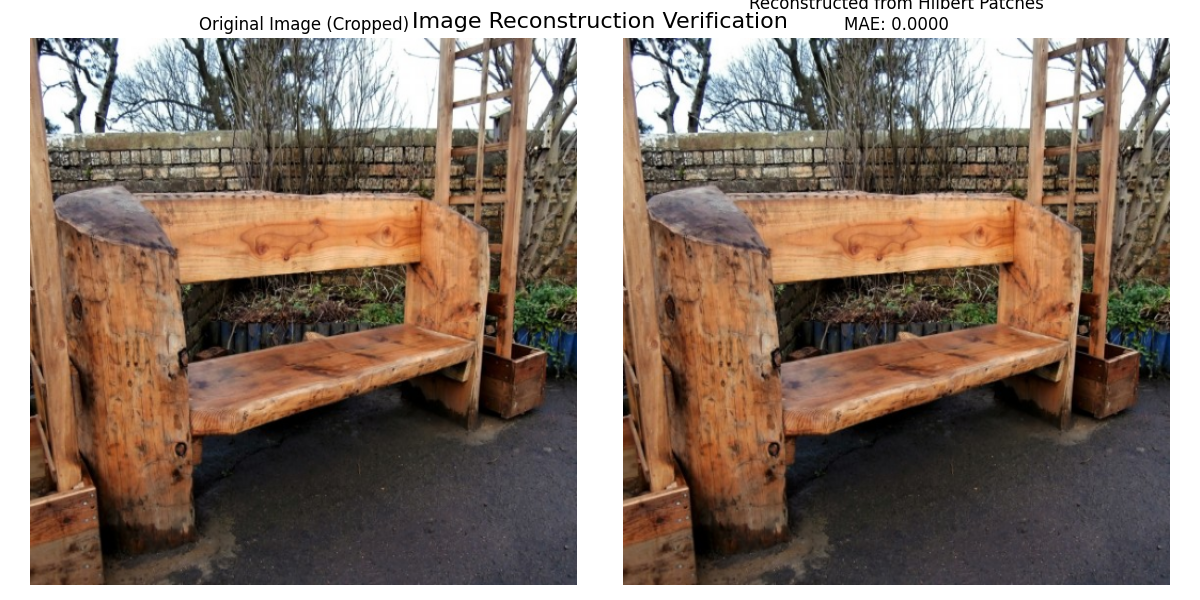 Image Reconstruction Verification
Original Image (Cropped)
Reconstructed from Hilbert Patches
MAE: 0.0000